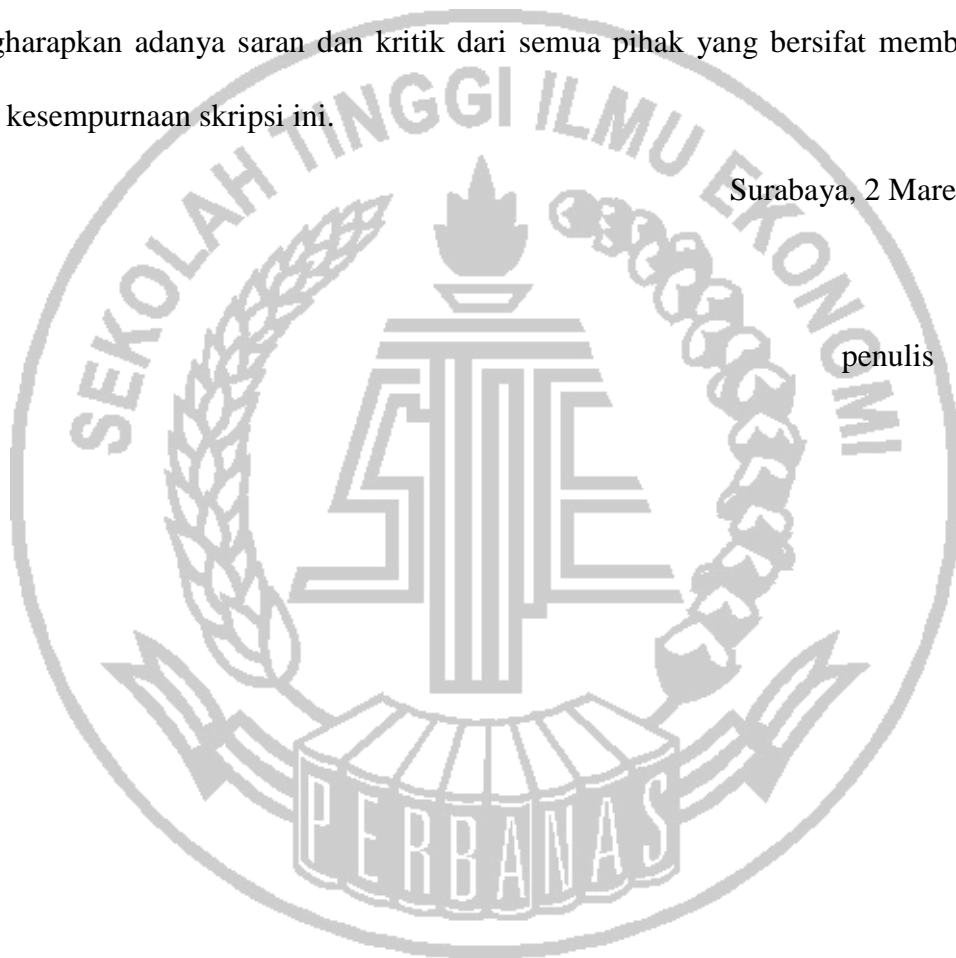 gharapkan adanya saran dan kritik dari semua pihak yang bersifat memb
kesempurnaan skripsi ini.
SEKOLAH TINGGI ILMU EKONOMI
Surabaya, 2 Mare
penulis
STIE
PERBANAS